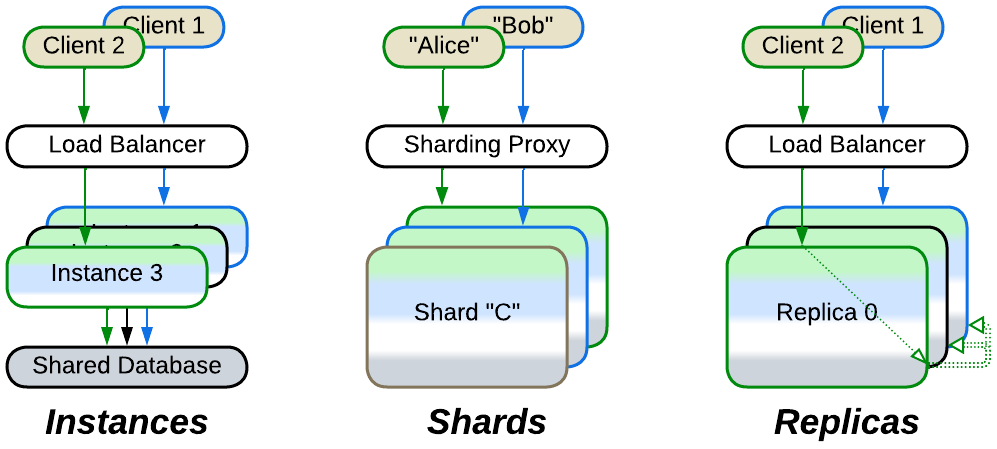 Client 1
Client 2
Load Balancer
Instance 3
Shared Database
Instances
"Bob"
"Alice"
Sharding Proxy
Shard "C"
Shards
Client 1
Client 2
Load Balancer
Replica 0
Replicas